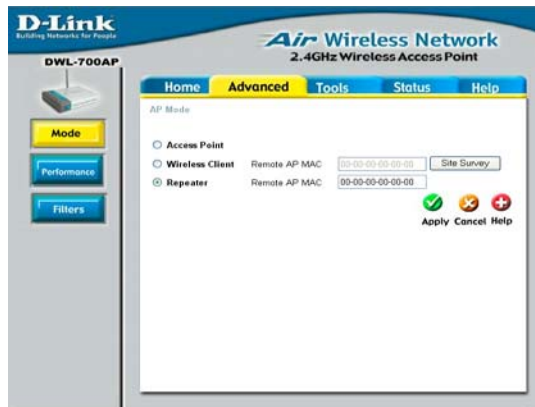 D-Link
Building Networks for People
Air Wireless Network
2.4GHz Wireless Access Point
DWL-700AP
Home Advanced Tools Status Help
AP Mode
Mode
Access Point
Wireless Client Remote AP MAC 00-00-00-00-00-00 Site Survey
Performance
Repeater Remote AP MAC 00-00-00-00-00-00
Filters
Apply Cancel Help